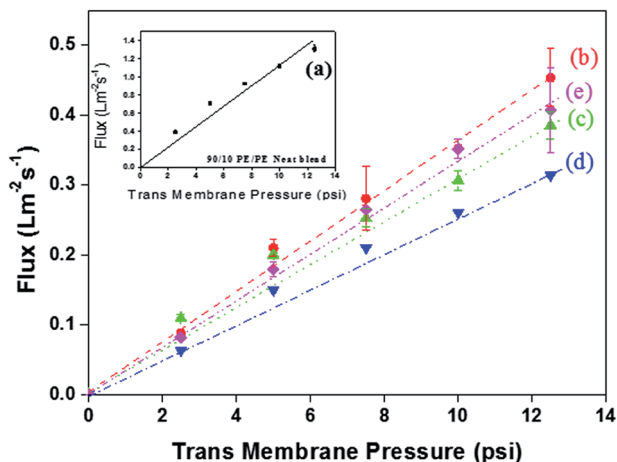 0.5
0.4
0.3
0.2
0.1
0.0
0 2 4 6 8 10 12 14
Flux (Lm⁻²s⁻¹)
Trans Membrane Pressure (psi)
(b)
(e)
(c)
(d)
1.4
1.2
1.0
0.8
0.6
0.4
0.2
0.0
0 2 4 6 8 10 12 14
Flux (Lm⁻²s⁻¹)
(a)
90/10 PE/PE Neat blend
Trans Membrane Pressure (psi)